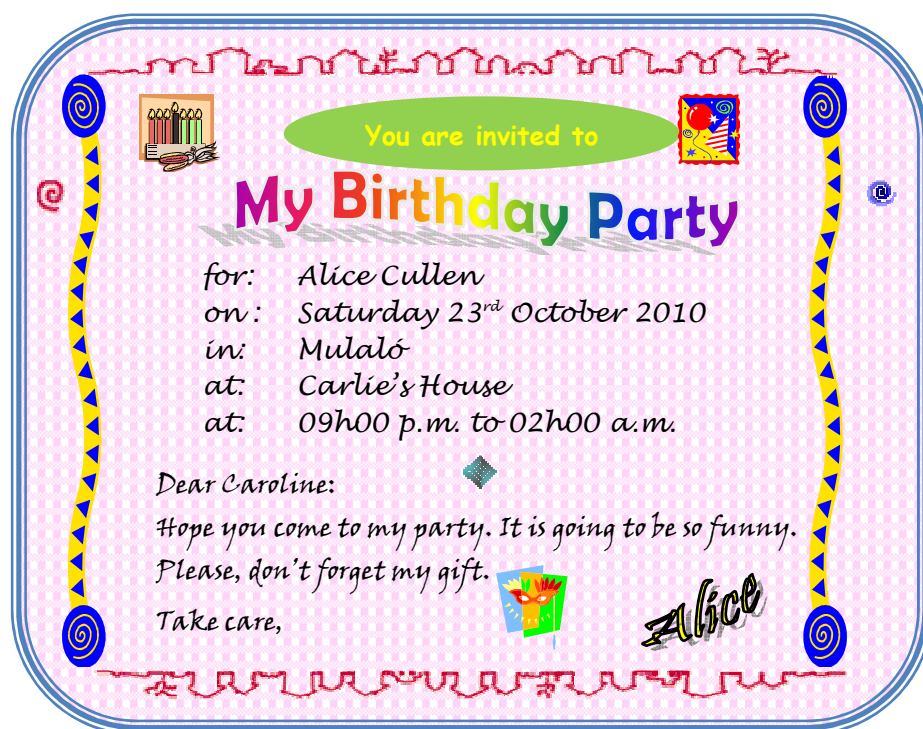 You are invited to
My Birthday Party
for: Alice Cullen
on : Saturday 23rd October 2010
in: Mulaló
at: Carlie's House
at: 09h00 p.m. to 02h00 a.m.
Dear Caroline:
Hope you come to my party. It is going to be so funny.
Please, don't forget my gift.
Take care,
Alice